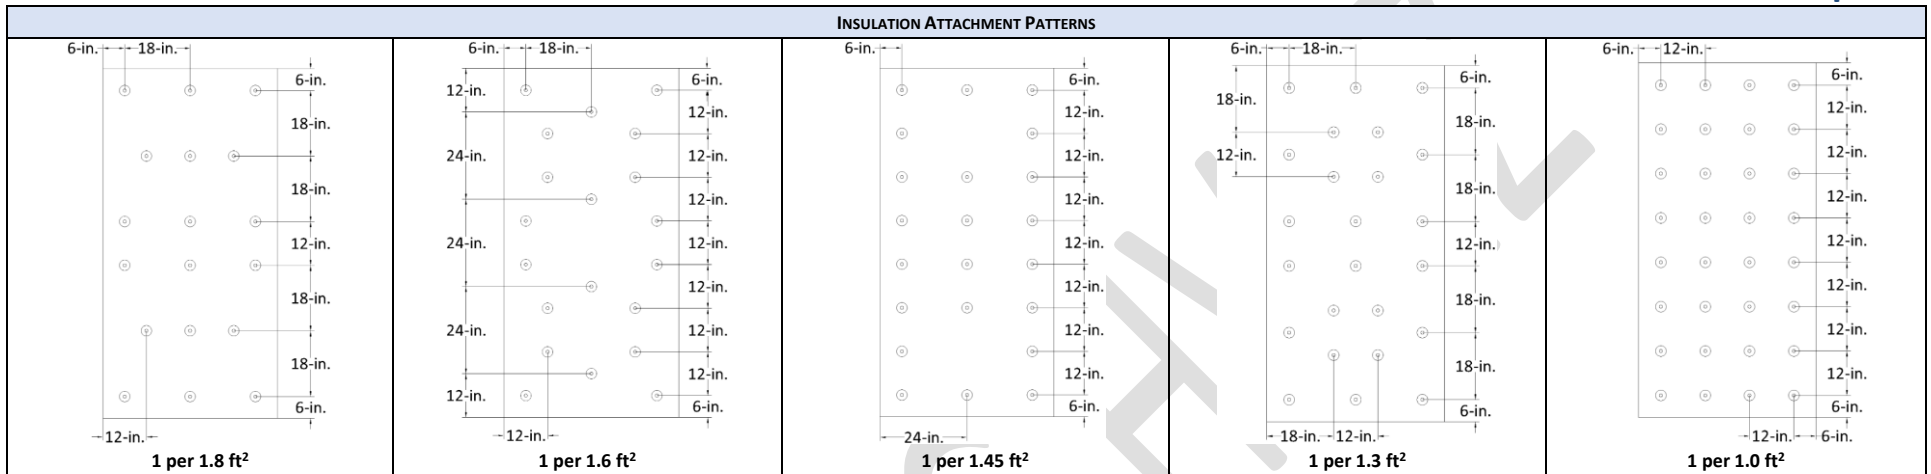 INSULATION ATTACHMENT PATTERNS
6-in. 18-in.
6-in.
18-in.
18-in.
12-in.
18-in.
18-in.
6-in.
12-in.
1 per 1.8 ft²
6-in. 18-in.
12-in.
24-in.
24-in.
24-in.
12-in.
6-in.
12-in.
12-in.
12-in.
12-in.
12-in.
12-in.
12-in.
6-in.
12-in.
1 per 1.6 ft²
6-in.
6-in.
12-in.
12-in.
12-in.
12-in.
12-in.
12-in.
12-in.
6-in.
24-in.
1 per 1.45 ft²
6-in. 18-in.
18-in.
12-in.
6-in.
18-in.
18-in.
12-in.
18-in.
18-in.
6-in.
18-in. 12-in.
1 per 1.3 ft²
6-in. 12-in.
6-in.
12-in.
12-in.
12-in.
12-in.
12-in.
12-in.
12-in.
6-in.
12-in. 6-in.
1 per 1.0 ft²